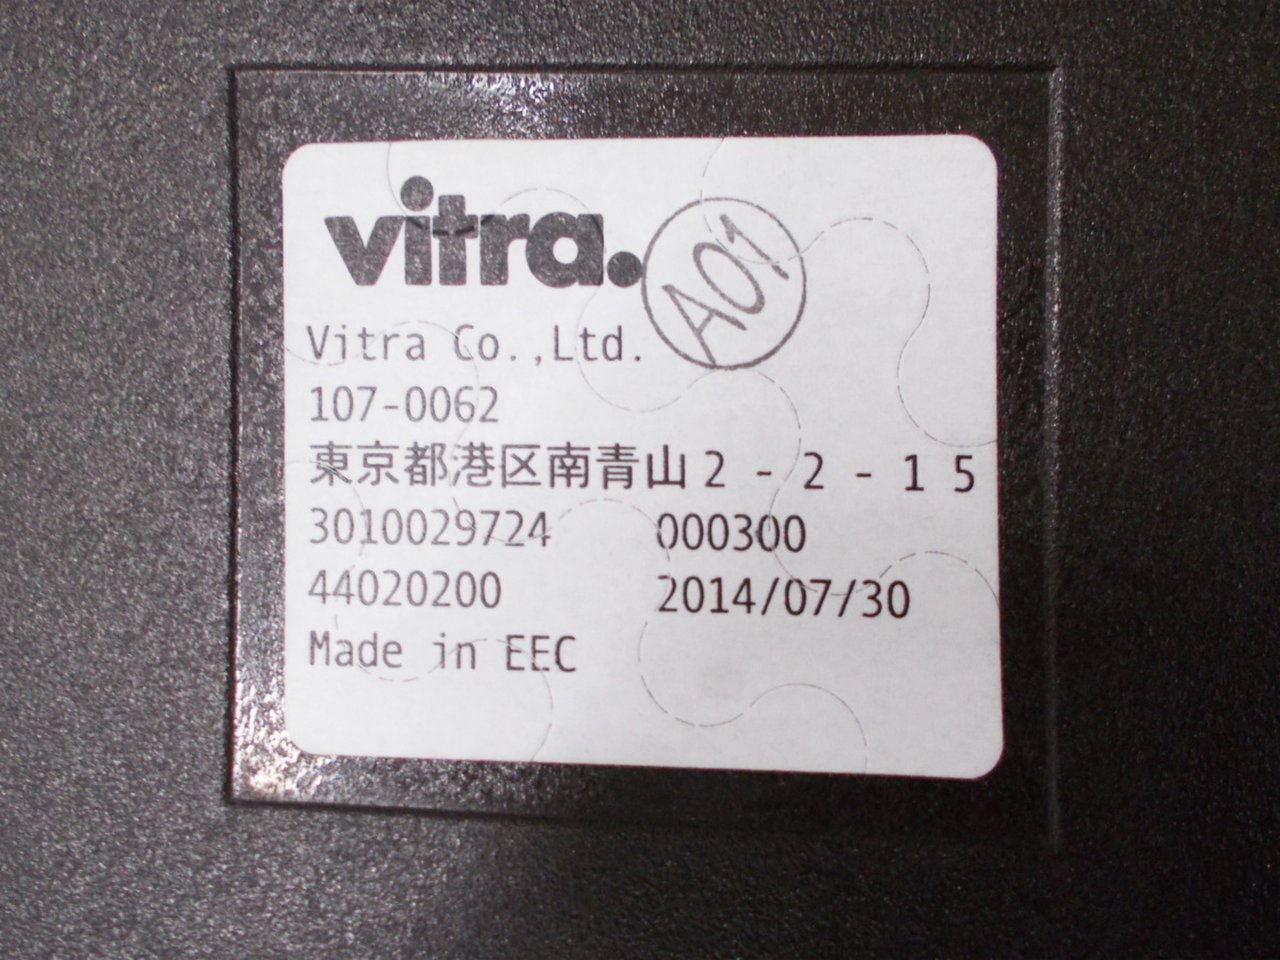 vitra.
A01
Vitra Co.,Ltd.
107-0062
東京都港区南青山２－２－１５
3010029724 000300
44020200 2014/07/30
Made in EEC